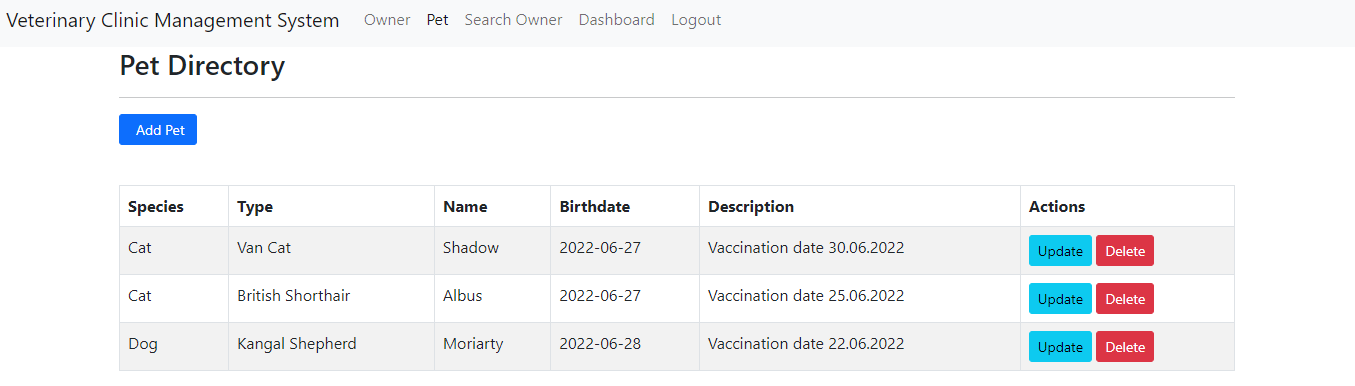 Veterinary Clinic Management System Owner Pet Search Owner Dashboard Logout
Pet Directory
Add Pet
Species Type Name Birthdate Description Actions
Cat Van Cat Shadow 2022-06-27 Vaccination date 30.06.2022 Update Delete
Cat British Shorthair Albus 2022-06-27 Vaccination date 25.06.2022 Update Delete
Dog Kangal Shepherd Moriarty 2022-06-28 Vaccination date 22.06.2022 Update Delete